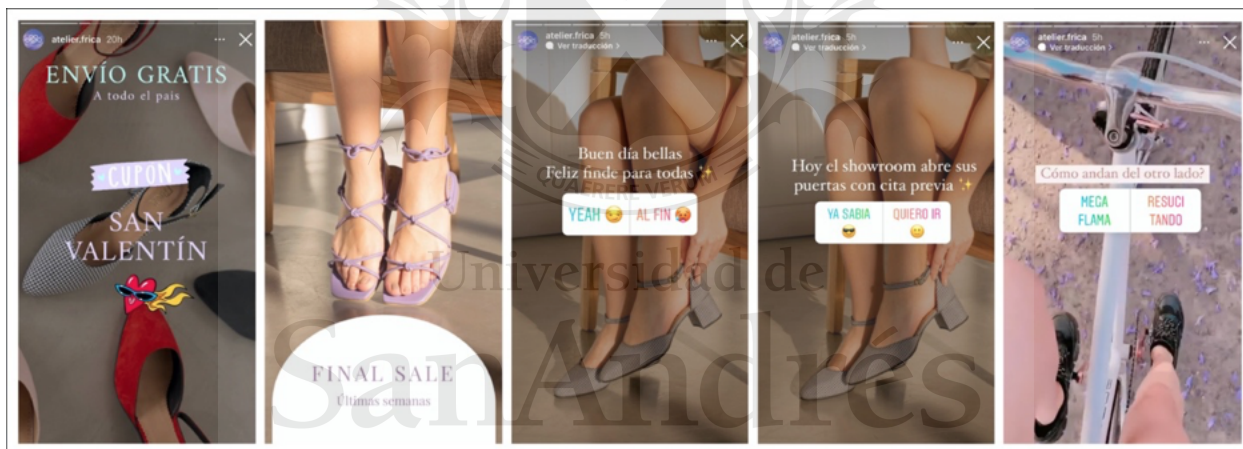 atelier.frica 20h
ENVÍO GRATIS
A todo el pais
CUPON
SAN
VALENTÍN
FINAL SALE
Últimas semanas
atelier.frica 5h
Ver traducción >
Buen día bellas
Feliz finde para todas
YEAH AL FIN
atelier.frica 5h
Ver traducción >
Hoy el showroom abre sus
puertas con cita previa
YA SABIA QUIERO IR
atelier.frica 5h
Ver traducción >
Cómo andan del otro lado?
MEGA RESUCI
FLAMA TANDO
QUAERERE VERUM
Universidad de
SanAndrés